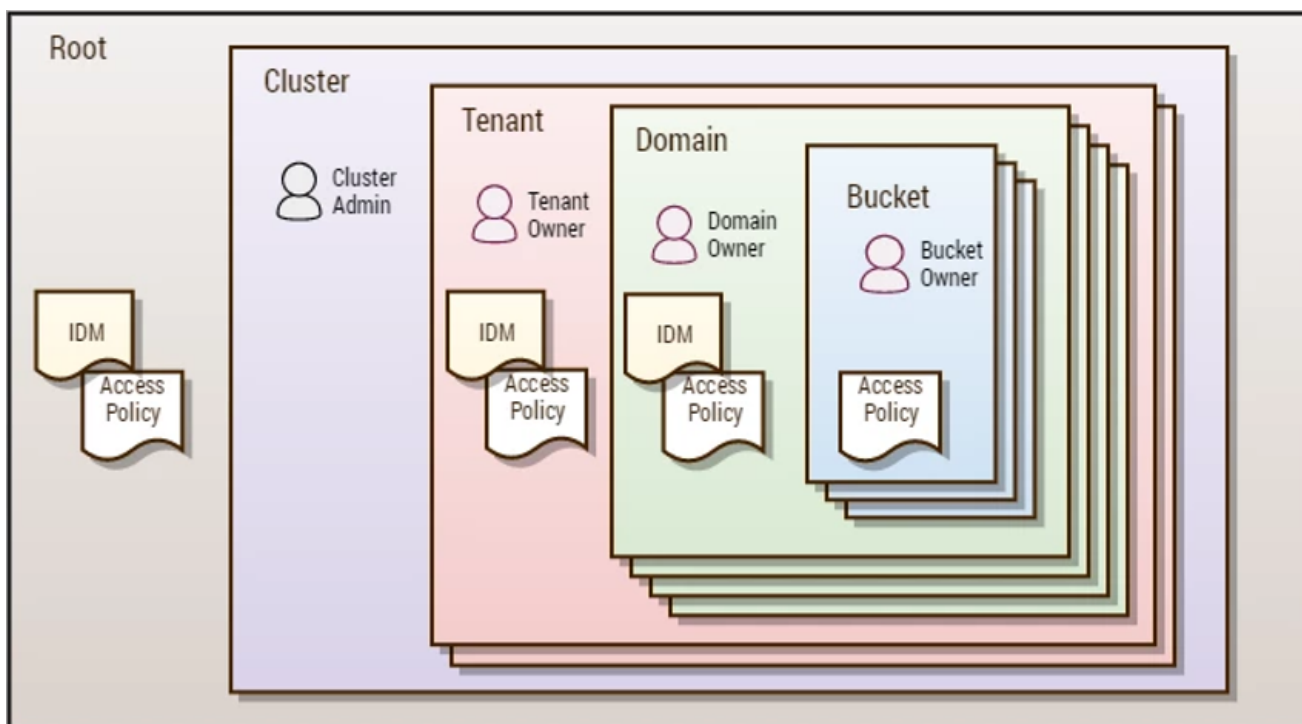 Root
Cluster
Cluster
Admin
Tenant
Tenant
Owner
Domain
Domain
Owner
Bucket
Bucket
Owner
IDM
Access
Policy
IDM
Access
Policy
IDM
Access
Policy
Access
Policy